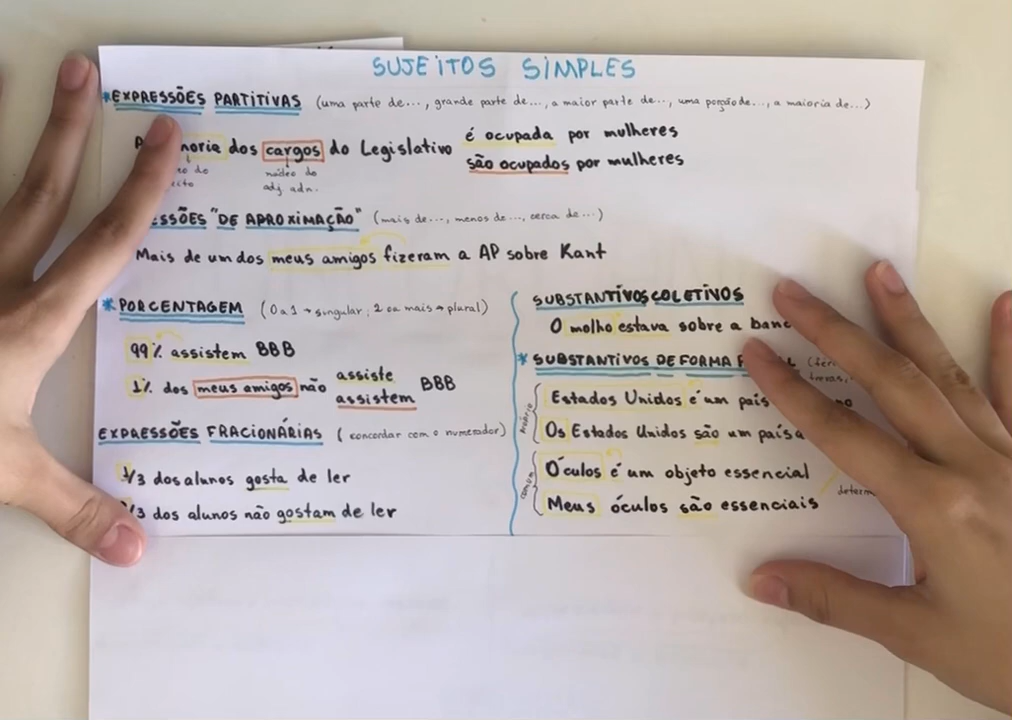 SUJEITOS SIMPLES
*EXPRESSÕES PARTITIVAS (uma parte de..., grande parte de..., a maior parte de..., uma porção de..., a maioria de...)
é ocupada por mulheres
dos cargos do Legislativo
são ocupados por mulheres
núcleo do
adj. adn.
"DE APROXIMAÇÃO" (mais de..., menos de..., cerca de...)
Mais de um dos meus amigos fizeram a AP sobre Kant
* PORCENTAGEM (0 a 1 → singular; 2 ou mais → plural)
99% assistem BBB
1% dos meus amigos não assiste BBB
assistem
EXPRESSÕES FRACIONÁRIAS (concordar com o numerador)
1/3 dos alunos gosta de ler
/3 dos alunos não gostam de ler
SUBSTANTIVOS COLETIVOS
O molho estava sobre a
* SUBSTANTIVOS DE FORMA
próprio
Estados Unidos é um país
Os Estados Unidos são um país
comum
Óculos é um objeto essencial
Meus óculos são essenciais